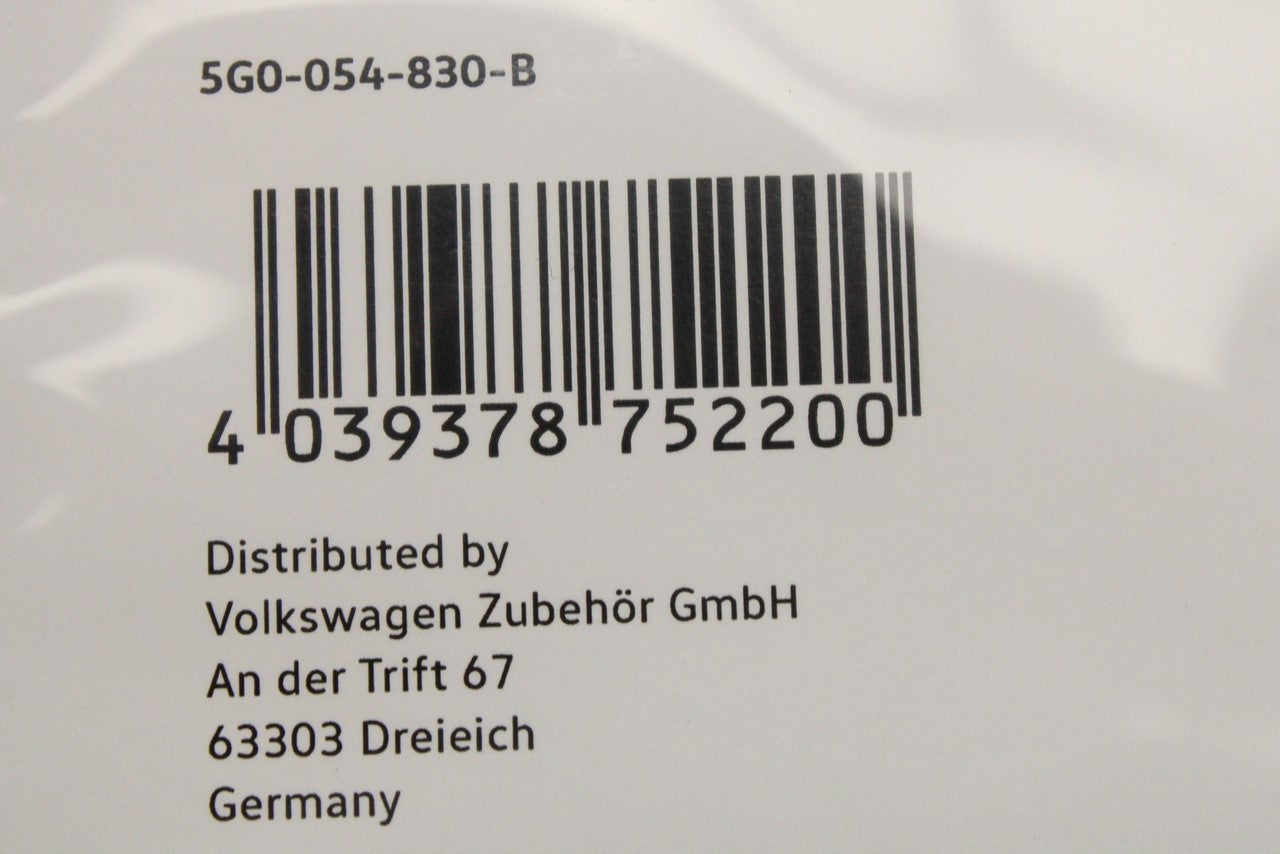 5G0-054-830-B
4 039378 752200
Distributed by
Volkswagen Zubehör GmbH
An der Trift 67
63303 Dreieich
Germany